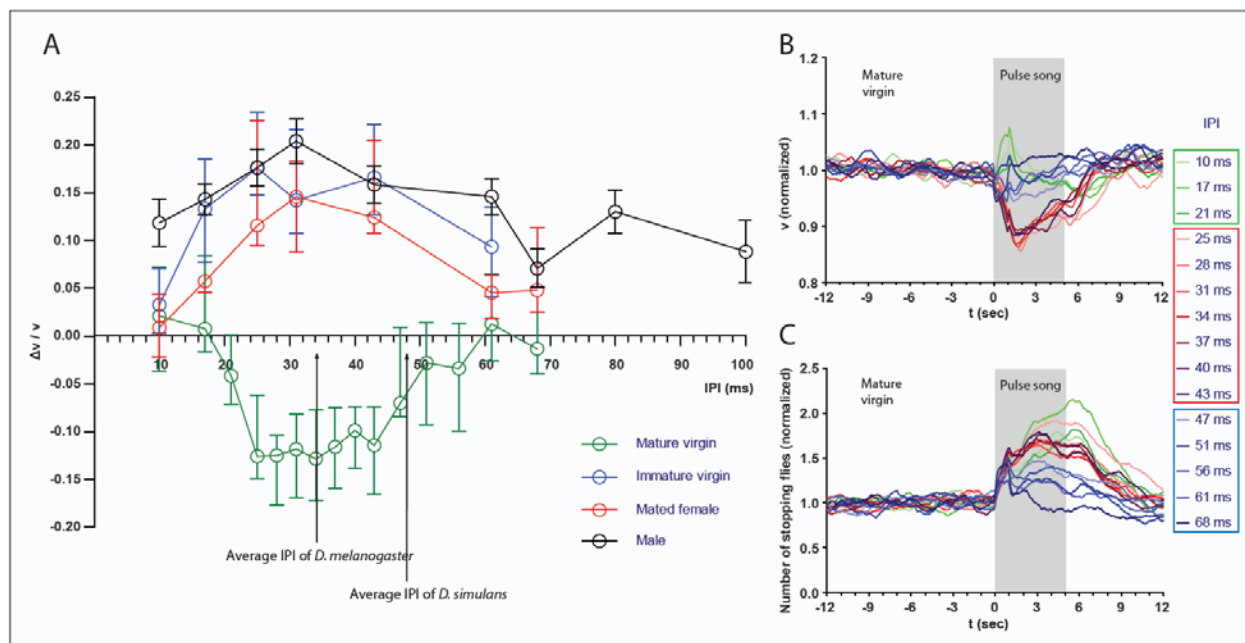 A
0.25
0.20
0.15
0.10
0.05
0.00
-0.05
-0.10
-0.15
-0.20
Δv / v
10 20 30 40 50 60 70 80 90 100
IPI (ms)
Mature virgin
Immature virgin
Mated female
Male
Average IPI of D. melanogaster
Average IPI of D. simulans
B
1.2
1.1
1.0
0.9
0.8
v (normalized)
Mature
virgin
Pulse song
-12 -9 -6 -3 0 3 6 9 12
t (sec)
C
2.5
2.0
1.5
1.0
0.5
0.0
Number of stopping flies (normalized)
Mature
virgin
Pulse song
-12 -9 -6 -3 0 3 6 9 12
t (sec)
IPI
10 ms
17 ms
21 ms
25 ms
28 ms
31 ms
34 ms
37 ms
40 ms
43 ms
47 ms
51 ms
56 ms
61 ms
68 ms